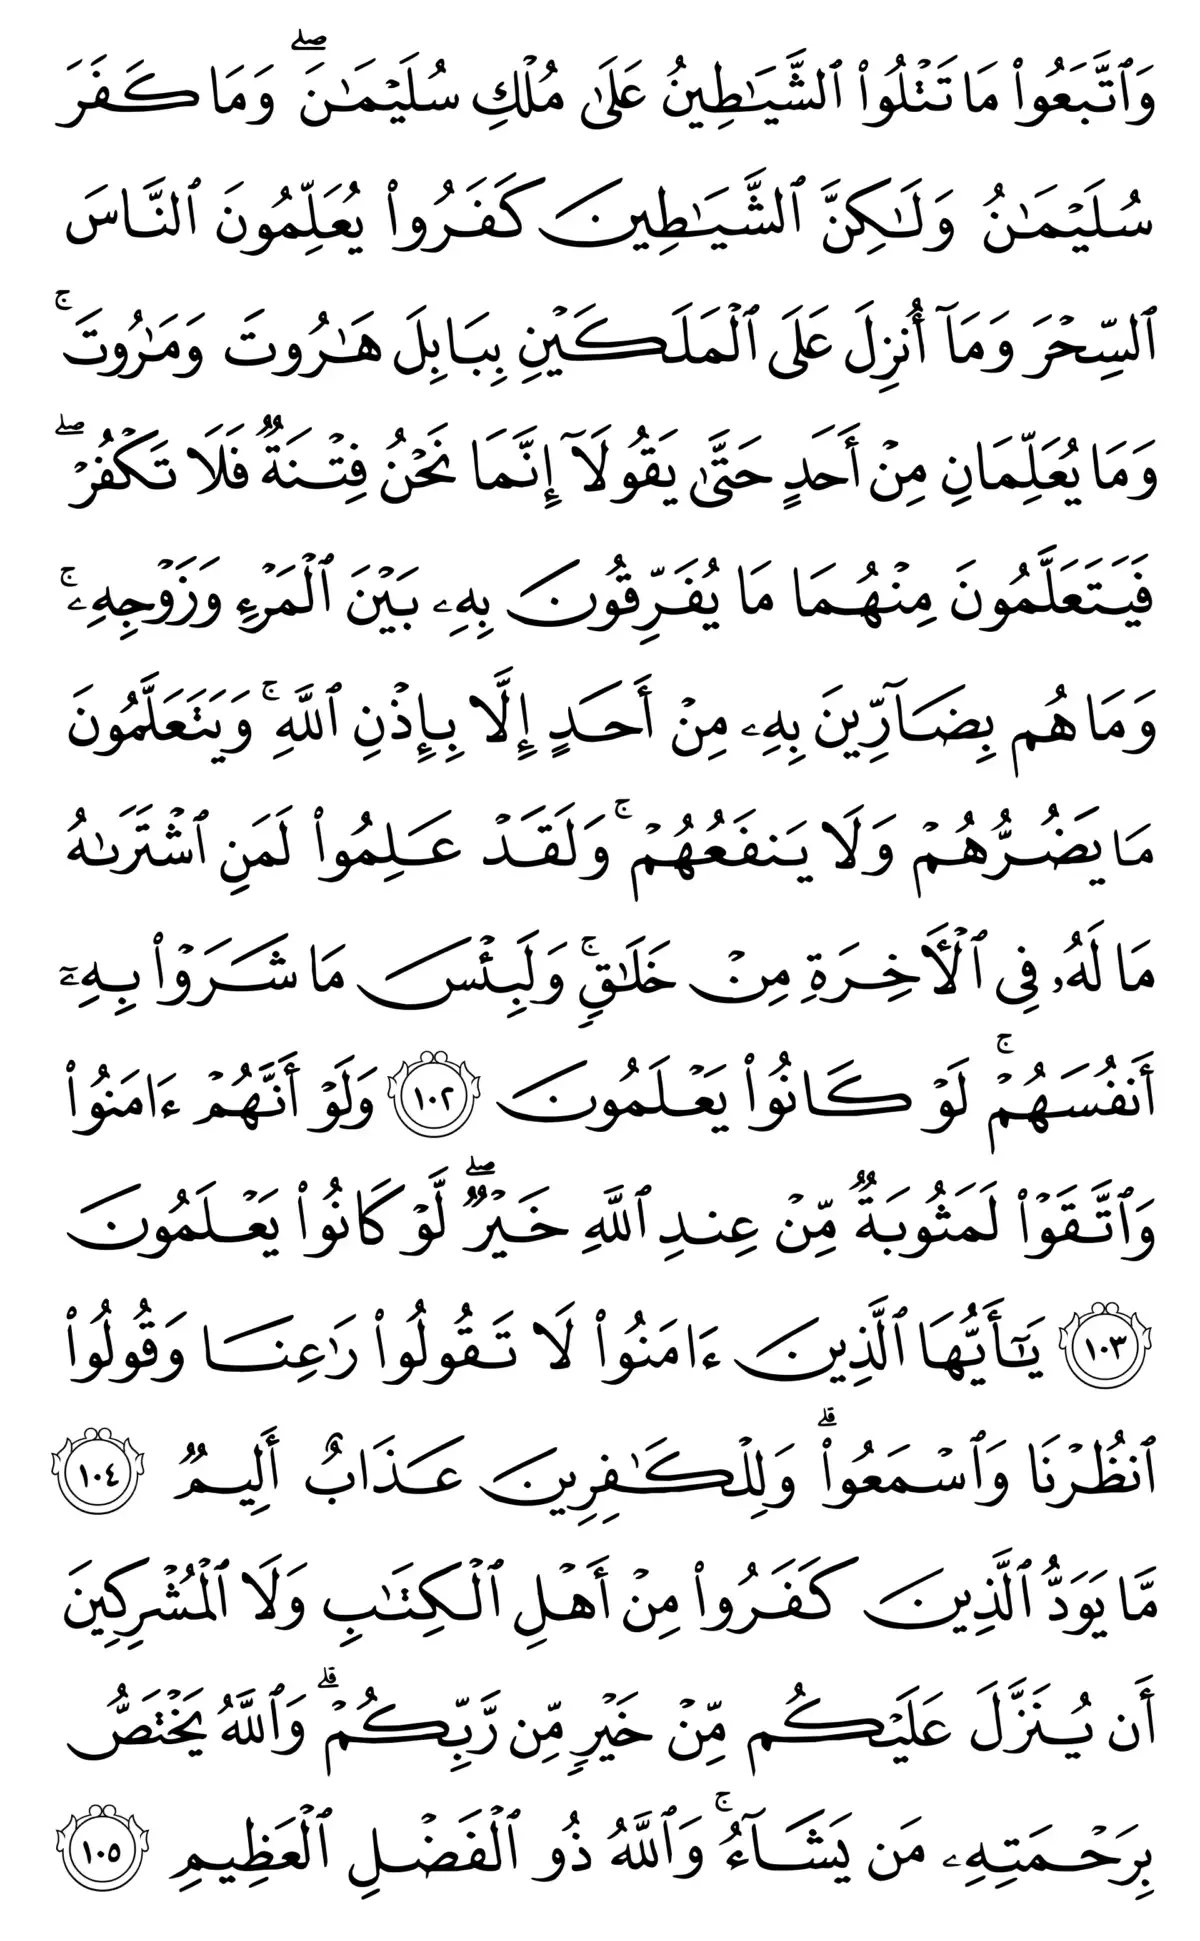 وَٱتَّبَعُوا۟ مَا تَتْلُوا۟ ٱلشَّيَـٰطِينُ عَلَىٰ مُلْكِ سُلَيْمَـٰنَ ۖ وَمَا كَفَرَ
سُلَيْمَـٰنُ وَلَـٰكِنَّ ٱلشَّيَـٰطِينَ كَفَرُوا۟ يُعَلِّمُونَ ٱلنَّاسَ
ٱلسِّحْرَ وَمَآ أُنزِلَ عَلَى ٱلْمَلَكَيْنِ بِبَابِلَ هَـٰرُوتَ وَمَـٰرُوتَ ۚ
وَمَا يُعَلِّمَانِ مِنْ أَحَدٍ حَتَّىٰ يَقُولَآ إِنَّمَا نَحْنُ فِتْنَةٌ فَلَا تَكْفُرْ ۖ
فَيَتَعَلَّمُونَ مِنْهُمَا مَا يُفَرِّقُونَ بِهِۦ بَيْنَ ٱلْمَرْءِ وَزَوْجِهِۦ ۚ
وَمَا هُم بِضَآرِّينَ بِهِۦ مِنْ أَحَدٍ إِلَّا بِإِذْنِ ٱللَّهِ ۚ وَيَتَعَلَّمُونَ
مَا يَضُرُّهُمْ وَلَا يَنفَعُهُمْ ۚ وَلَقَدْ عَلِمُوا۟ لَمَنِ ٱشْتَرَىٰهُ
مَا لَهُۥ فِى ٱلْـَٔاخِرَةِ مِنْ خَلَـٰقٍ ۚ وَلَبِئْسَ مَا شَرَوْا۟ بِهِۦٓ
أَنفُسَهُمْ ۚ لَوْ كَانُوا۟ يَعْلَمُونَ ١٠٢ وَلَوْ أَنَّهُمْ ءَامَنُوا۟
وَٱتَّقَوْا۟ لَمَثُوبَةٌ مِّنْ عِندِ ٱللَّهِ خَيْرٌ ۖ لَّوْ كَانُوا۟ يَعْلَمُونَ
١٠٣ يَـٰٓأَيُّهَا ٱلَّذِينَ ءَامَنُوا۟ لَا تَقُولُوا۟ رَٰعِنَا وَقُولُوا۟
ٱنظُرْنَا وَٱسْمَعُوا۟ ۗ وَلِلْكَـٰفِرِينَ عَذَابٌ أَلِيمٌ ١٠٤
مَّا يَوَدُّ ٱلَّذِينَ كَفَرُوا۟ مِنْ أَهْلِ ٱلْكِتَـٰبِ وَلَا ٱلْمُشْرِكِينَ
أَن يُنَزَّلَ عَلَيْكُم مِّنْ خَيْرٍ مِّن رَّبِّكُمْ ۗ وَٱللَّهُ يَخْتَصُّ
بِرَحْمَتِهِۦ مَن يَشَآءُ ۚ وَٱللَّهُ ذُو ٱلْفَضْلِ ٱلْعَظِيمِ ١٠٥